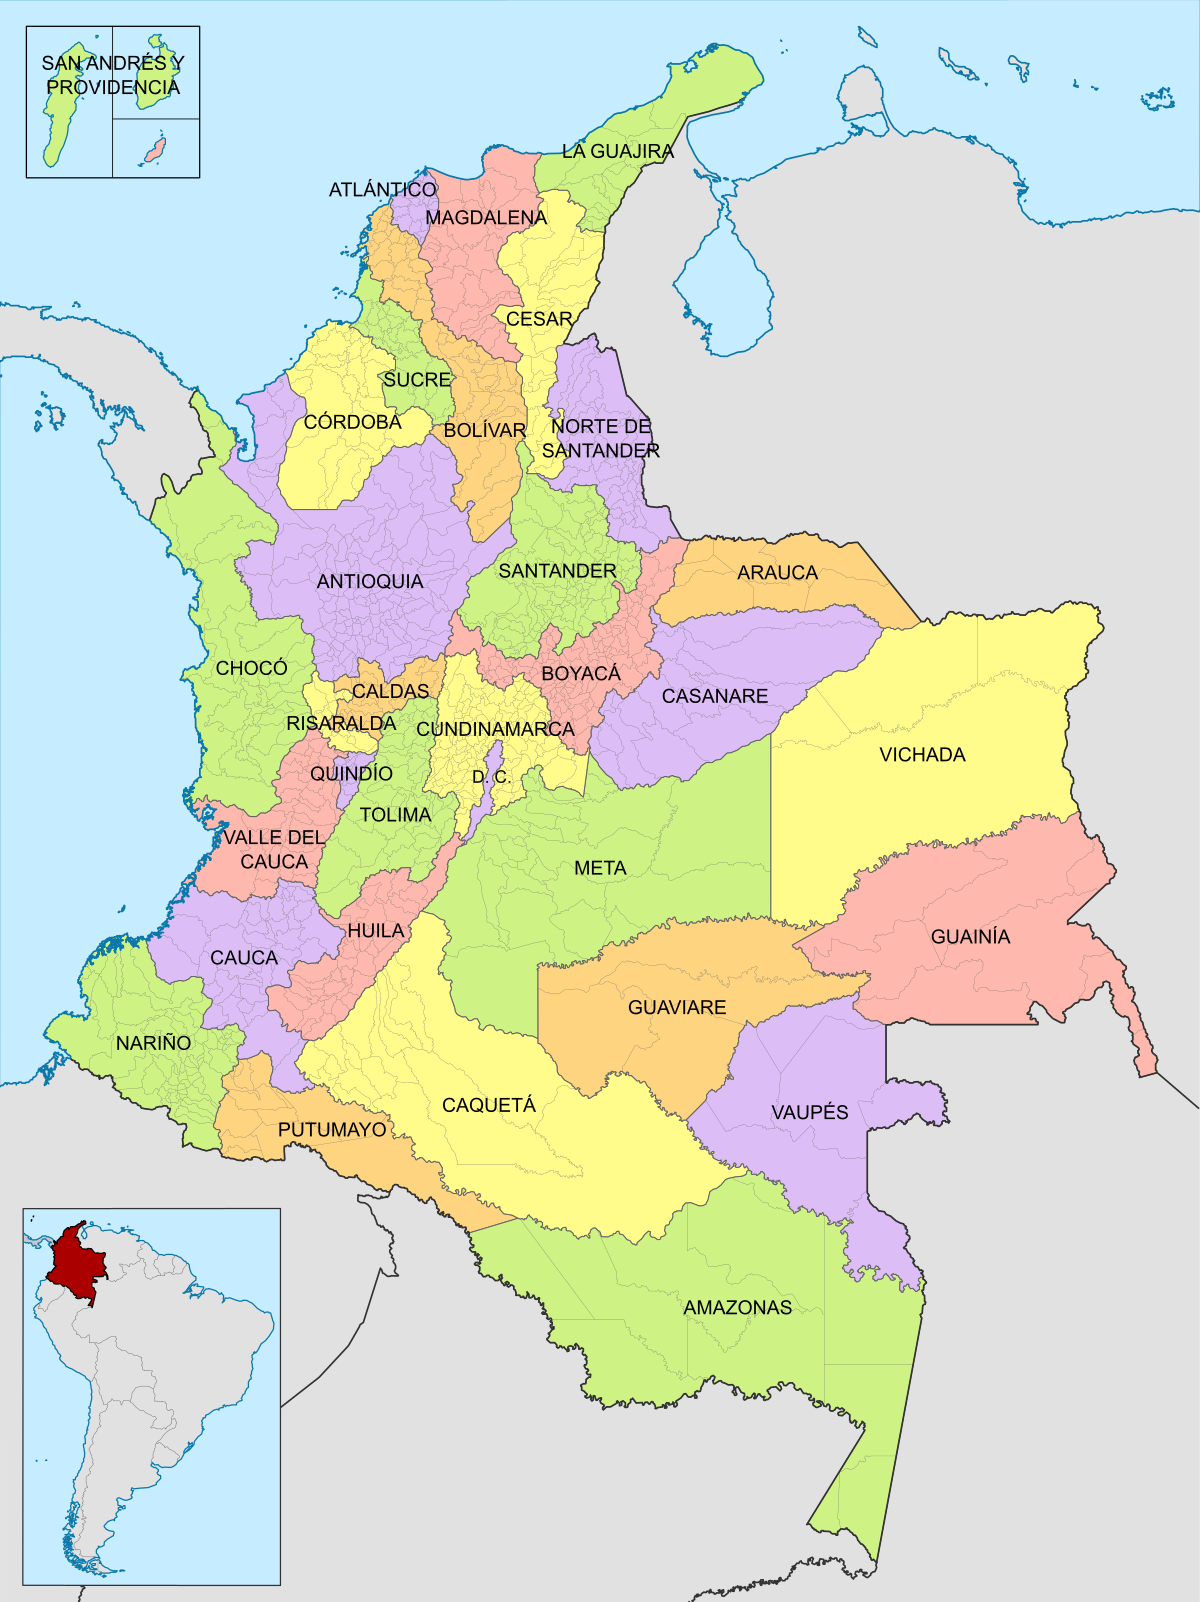 SAN ANDRÉS Y
PROVIDENCIA
LA GUAJIRA
ATLÁNTICO
MAGDALENA
CESAR
SUCRE
CÓRDOBA
BOLÍVAR
NORTE DE
SANTANDER
ANTIOQUIA
SANTANDER
ARAUCA
CHOCÓ
BOYACÁ
CALDAS
CASANARE
RISARALDA
CUNDINAMARCA
VICHADA
QUINDÍO
D. C.
TOLIMA
VALLE DEL
CAUCA
META
HUILA
GUAINÍA
CAUCA
GUAVIARE
NARIÑO
CAQUETÁ
VAUPÉS
PUTUMAYO
AMAZONAS